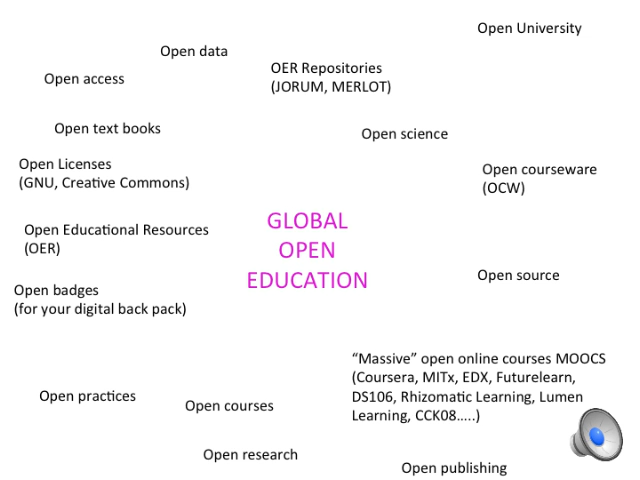 Open University
Open data
OER Repositories
(JORUM, MERLOT)
Open access
Open text books
Open science
Open Licenses
(GNU, Creative Commons)
Open courseware
(OCW)
GLOBAL
OPEN
EDUCATION
Open Educational Resources
(OER)
Open source
Open badges
(for your digital back pack)
“Massive” open online courses MOOCS
(Coursera, MITx, EDX, Futurelearn,
DS106, Rhizomatic Learning, Lumen
Learning, CCK08…..)
Open practices
Open courses
Open research
Open publishing